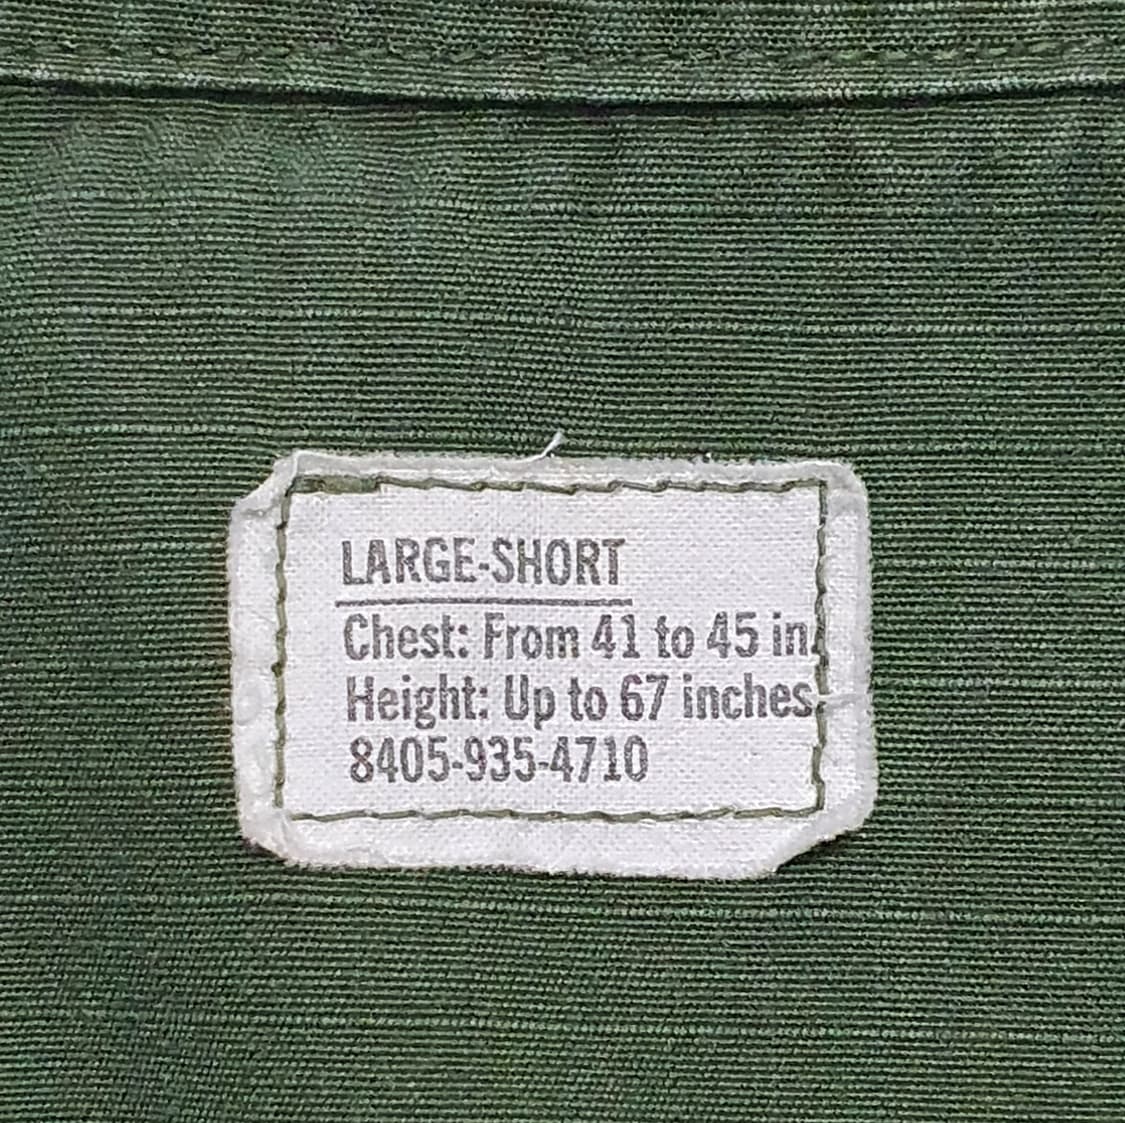 LARGE-SHORT
Chest: From 41 to 45 in.
Height: Up to 67 inches.
8405-935-4710